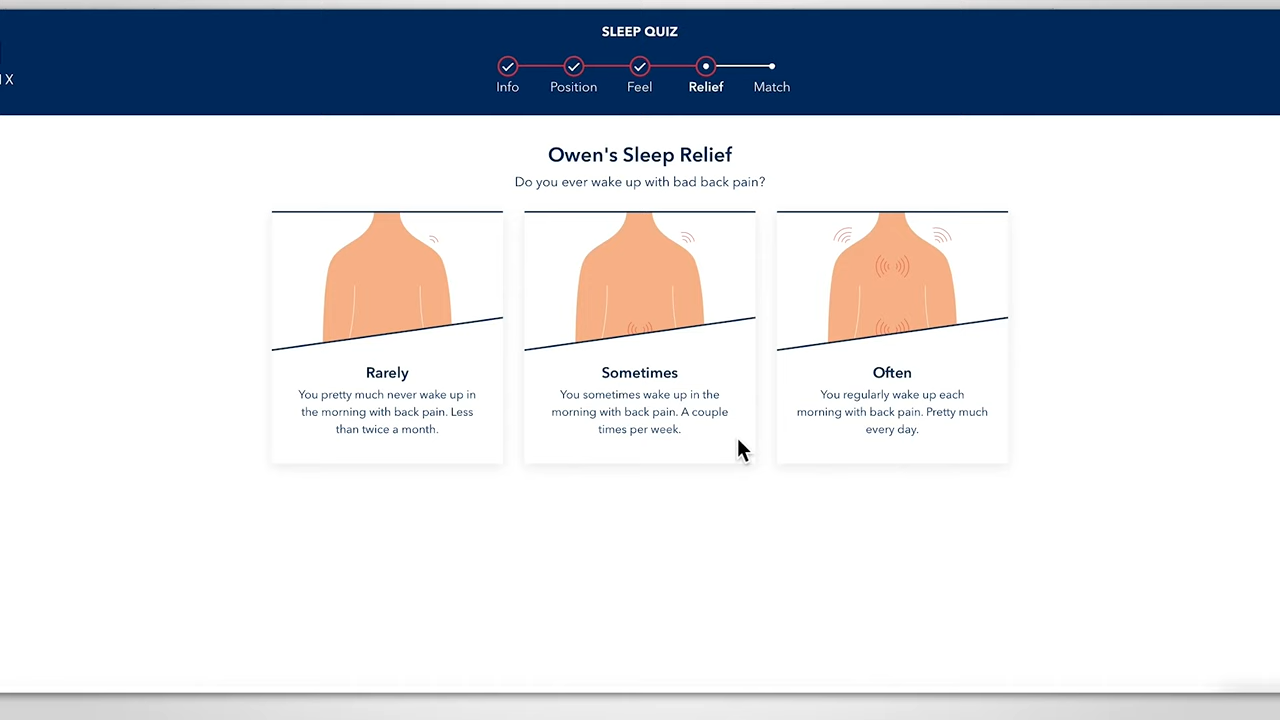 SLEEP QUIZ
IX
Info Position Feel Relief Match
Owen's Sleep Relief
Do you ever wake up with bad back pain?
Rarely
You pretty much never wake up in
the morning with back pain. Less
than twice a month.
Sometimes
You sometimes wake up in the
morning with back pain. A couple
times per week.
Often
You regularly wake up each
morning with back pain. Pretty much
every day.